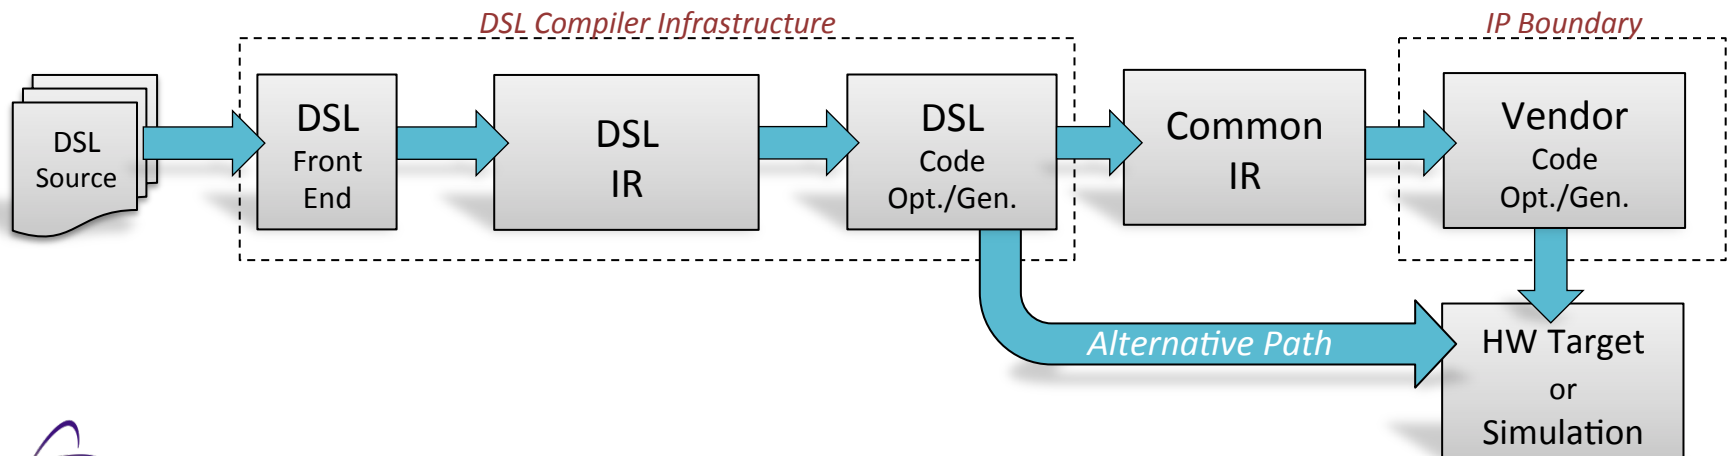 DSL Compiler Infrastructure
IP Boundary
DSL
Source
DSL
Front
End
DSL
IR
DSL
Code
Opt./Gen.
Common
IR
Vendor
Code
Opt./Gen.
Alternative Path
HW Target
or
Simulation